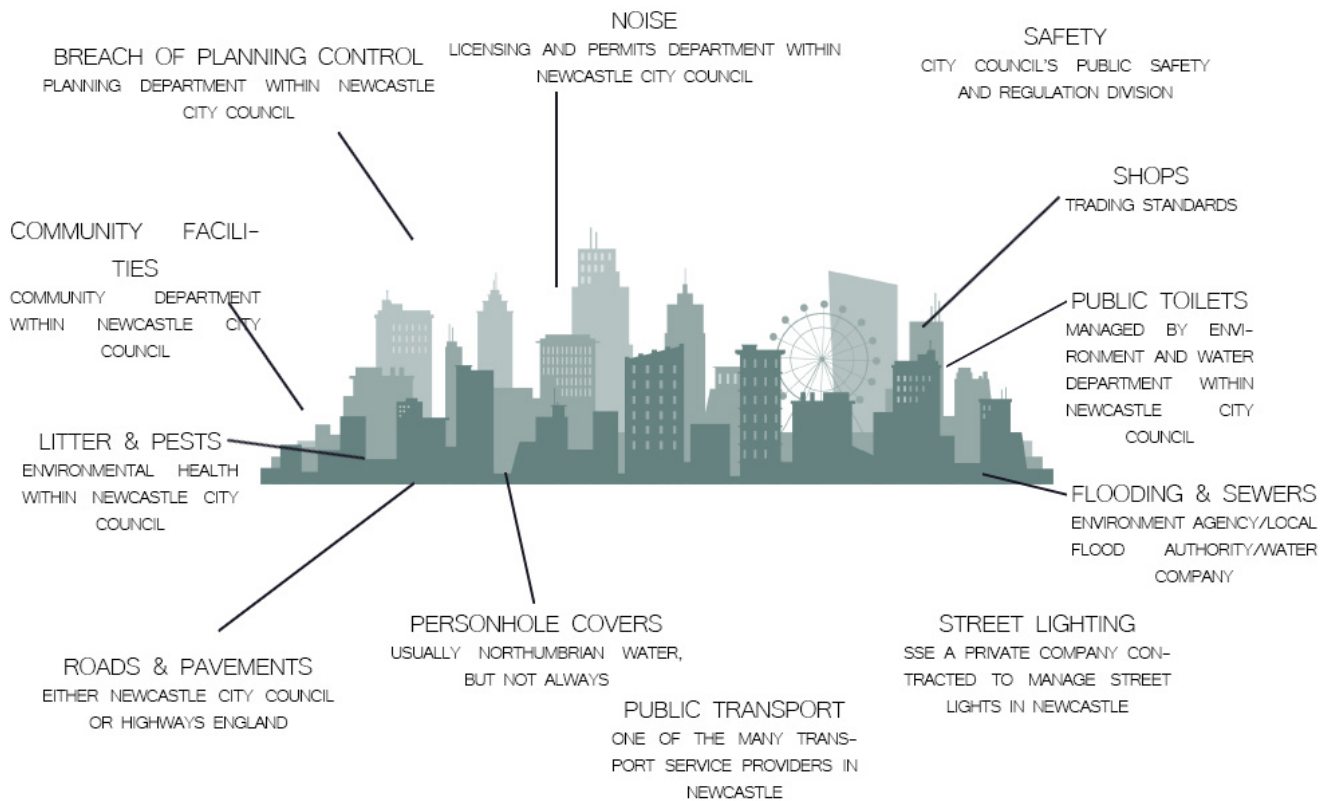 NOISE
LICENSING AND PERMITS DEPARTMENT WITHIN
NEWCASTLE CITY COUNCIL
BREACH OF PLANNING CONTROL
PLANNING DEPARTMENT WITHIN NEWCASTLE
CITY COUNCIL
SAFETY
CITY COUNCIL'S PUBLIC SAFETY
AND REGULATION DIVISION
SHOPS
TRADING STANDARDS
COMMUNITY FACILI-
TIES
COMMUNITY DEPARTMENT
WITHIN NEWCASTLE CITY
COUNCIL
PUBLIC TOILETS
MANAGED BY ENVI-
RONMENT AND WATER
DEPARTMENT WITHIN
NEWCASTLE CITY
COUNCIL
LITTER & PESTS
ENVIRONMENTAL HEALTH
WITHIN NEWCASTLE CITY
COUNCIL
FLOODING & SEWERS
ENVIRONMENT AGENCY/LOCAL
FLOOD AUTHORITY/WATER
COMPANY
ROADS & PAVEMENTS
EITHER NEWCASTLE CITY COUNCIL
OR HIGHWAYS ENGLAND
PERSONHOLE COVERS
USUALLY NORTHUMBRIAN WATER,
BUT NOT ALWAYS
STREET LIGHTING
SSE A PRIVATE COMPANY CON-
TRACTED TO MANAGE STREET
LIGHTS IN NEWCASTLE
PUBLIC TRANSPORT
ONE OF THE MANY TRANS-
PORT SERVICE PROVIDERS IN
NEWCASTLE